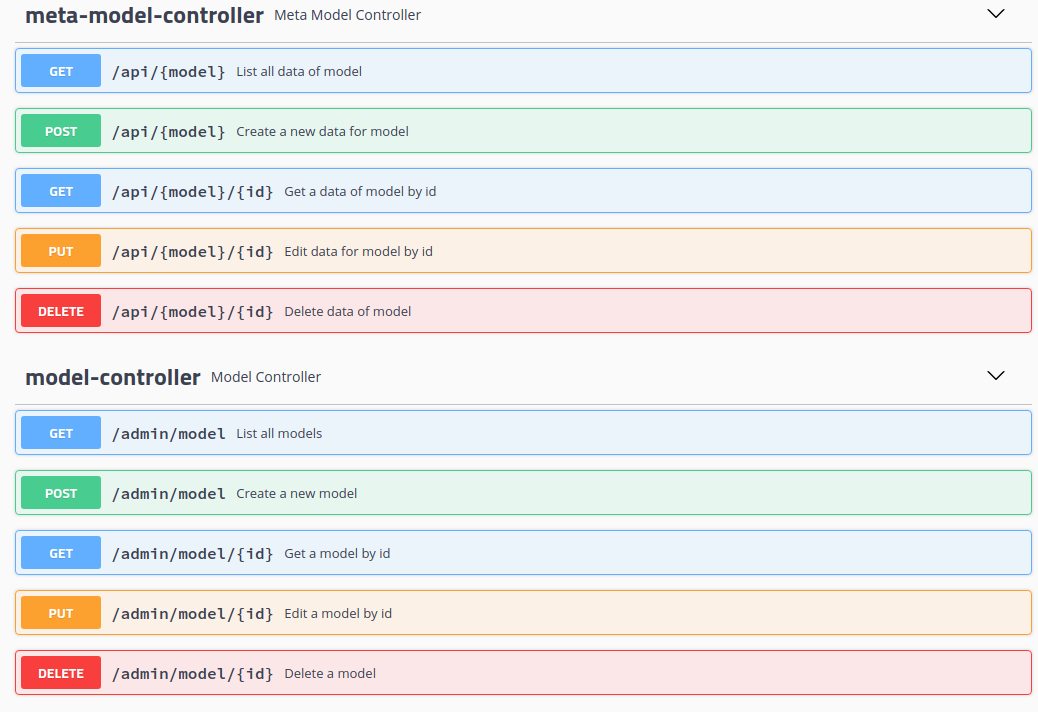 meta-model-controller Meta Model Controller
GET /api/{model} List all data of model
POST /api/{model} Create a new data for model
GET /api/{model}/{id} Get a data of model by id
PUT /api/{model}/{id} Edit data for model by id
DELETE /api/{model}/{id} Delete data of model
model-controller Model Controller
GET /admin/model List all models
POST /admin/model Create a new model
GET /admin/model/{id} Get a model by id
PUT /admin/model/{id} Edit a model by id
DELETE /admin/model/{id} Delete a model